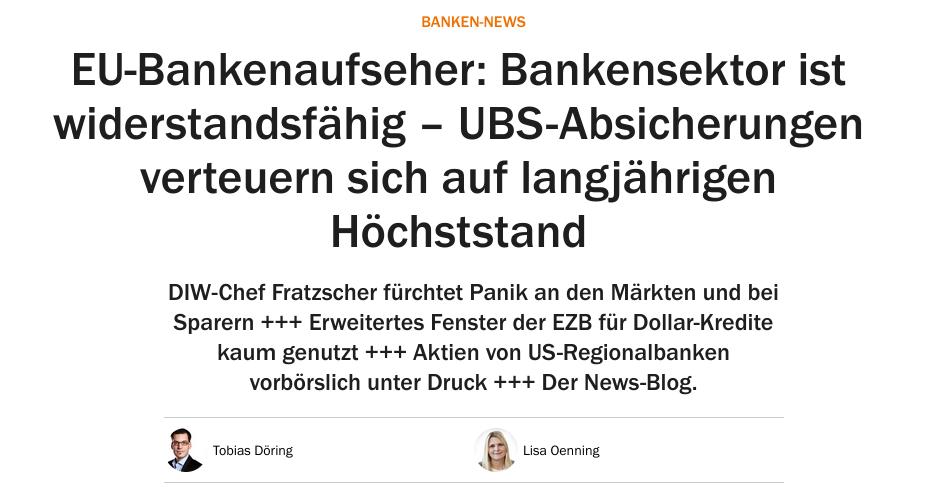 BANKEN-NEWS
EU-Bankenaufseher: Bankensektor ist
widerstandsfähig – UBS-Absicherungen
verteuern sich auf langjährigen
Höchststand
DIW-Chef Fratzscher fürchtet Panik an den Märkten und bei
Sparern +++ Erweitertes Fenster der EZB für Dollar-Kredite
kaum genutzt +++ Aktien von US-Regionalbanken
vorbörslich unter Druck +++ Der News-Blog.
Tobias Döring
Lisa Oenning